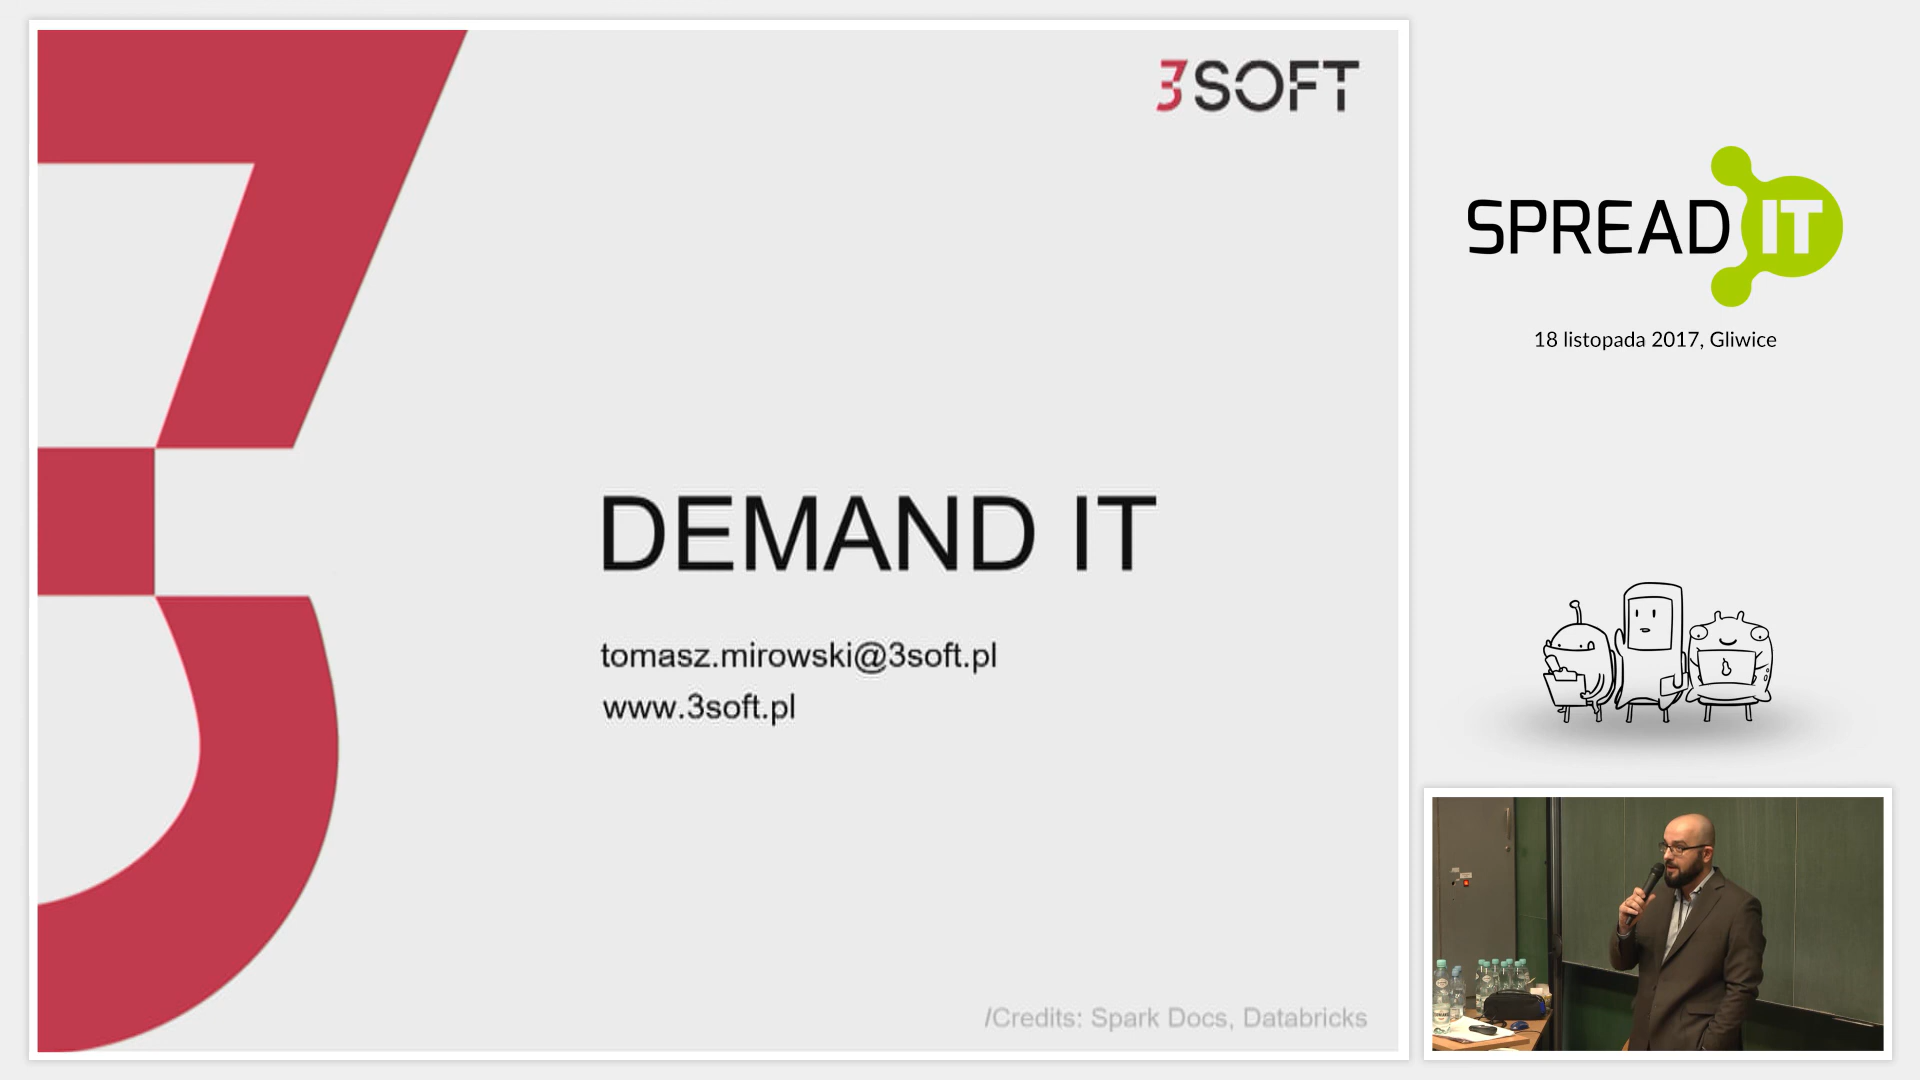 3SOFT
DEMAND IT
tomasz.mirowski@3soft.pl
www.3soft.pl
/Credits: Spark Docs, Databricks
SPREAD IT
18 listopada 2017, Gliwice